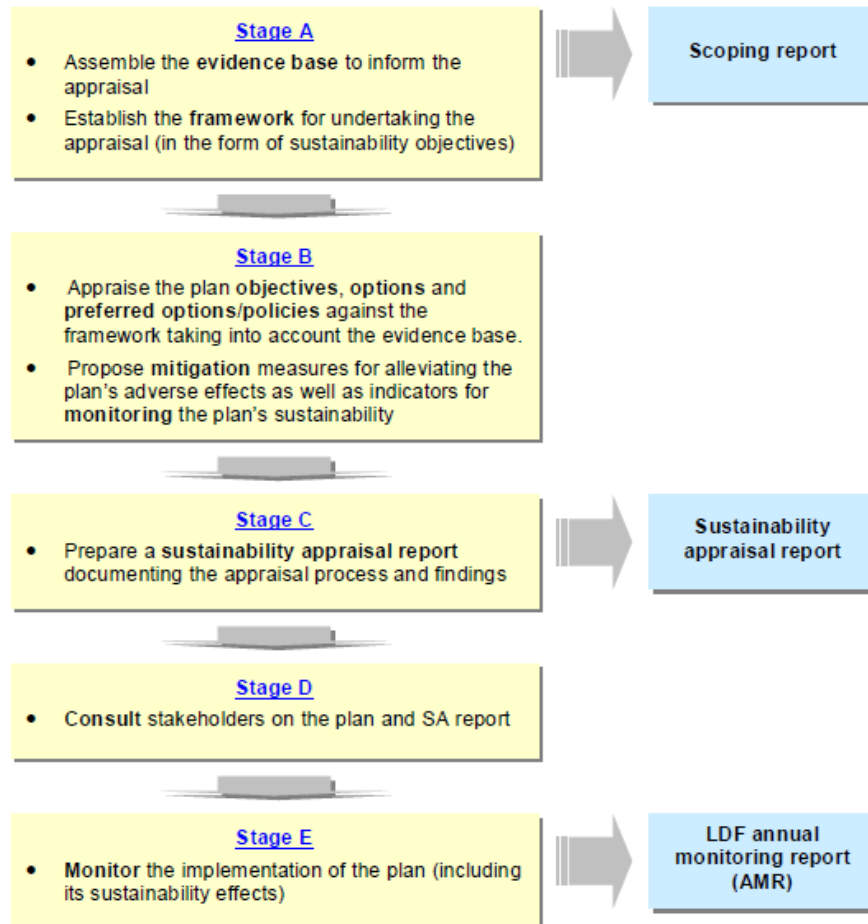 Stage A
• Assemble the evidence base to inform the
appraisal
• Establish the framework for undertaking the
appraisal (in the form of sustainability objectives)
Scoping report
Stage B
• Appraise the plan objectives, options and
preferred options/policies against the
framework taking into account the evidence base.
• Propose mitigation measures for alleviating the
plan's adverse effects as well as indicators for
monitoring the plan's sustainability
Stage C
• Prepare a sustainability appraisal report
documenting the appraisal process and findings
Sustainability
appraisal report
Stage D
• Consult stakeholders on the plan and SA report
Stage E
• Monitor the implementation of the plan (including
its sustainability effects)
LDF annual
monitoring report
(AMR)